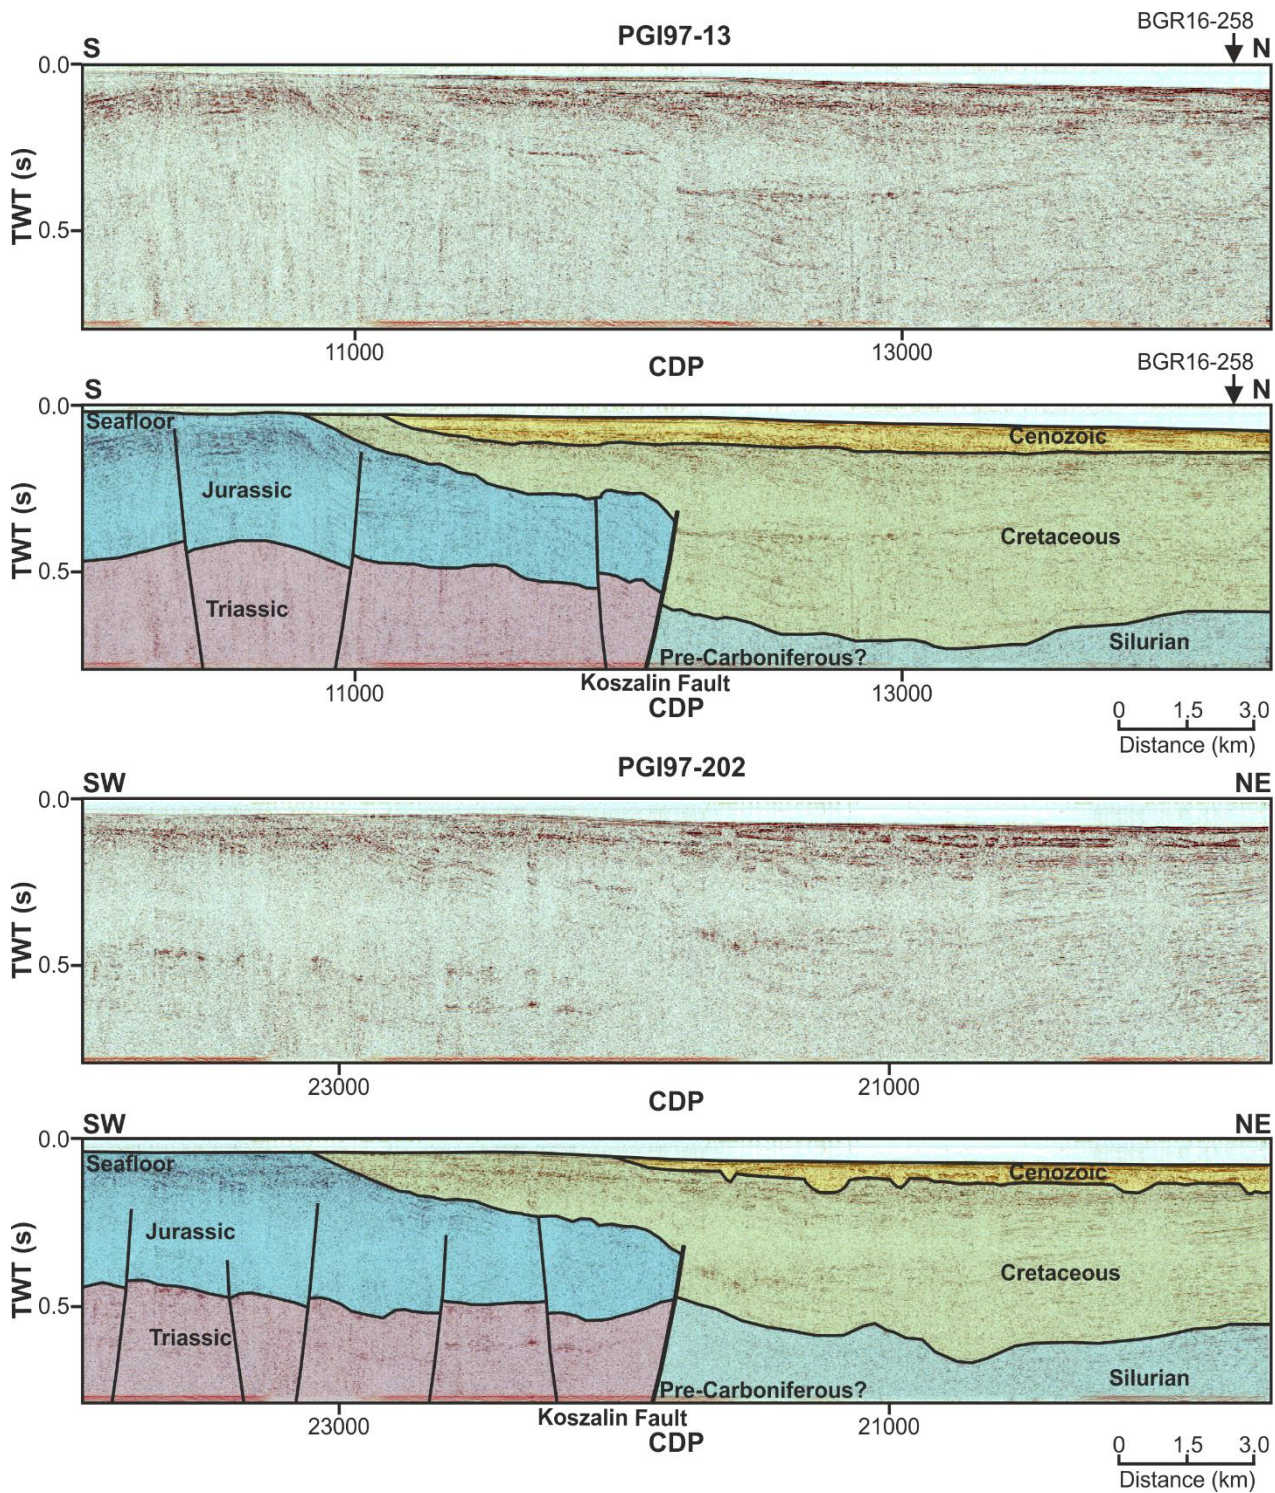 BGR16-258
S
PGI97-13
N
0.0
TWT (s)
0.5
11000
13000
CDP
BGR16-258
S
N
0.0
Seafloor
Cenozoic
Jurassic
TWT (s)
Cretaceous
0.5
Triassic
Silurian
Pre-Carboniferous?
Koszalin Fault
11000
13000
CDP
0 1.5 3.0
Distance (km)
PGI97-202
SW
NE
0.0
TWT (s)
0.5
23000
21000
CDP
SW
NE
0.0
Seafloor
Cenozoic
Jurassic
TWT (s)
Cretaceous
0.5
Triassic
Silurian
Pre-Carboniferous?
Koszalin Fault
23000
21000
CDP
0 1.5 3.0
Distance (km)